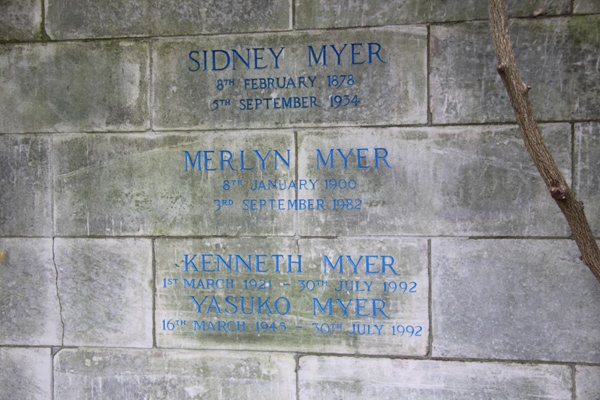 SIDNEY MYER
8TH FEBRUARY 1878
5TH SEPTEMBER 1934
MERLYN MYER
8TH JANUARY 1900
3RD SEPTEMBER 1982
KENNETH MYER
1ST MARCH 1921 - 30TH JULY 1992
YASUKO MYER
16TH MARCH 1945 - 30TH JULY 1992